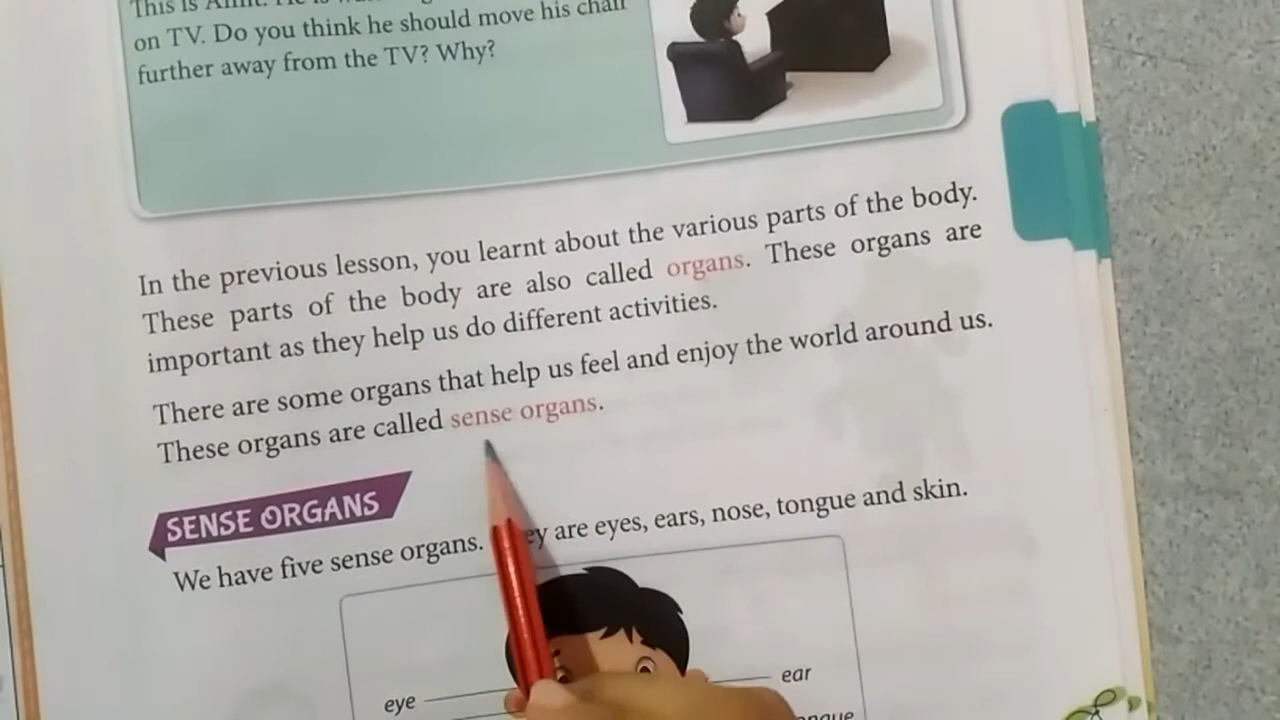 This is
on TV. Do you think he should move his chair
further away from the TV? Why?
In the previous lesson, you learnt about the various parts of the body.
These parts of the body are also called organs. These organs are
important as they help us do different activities.
There are some organs that help us feel and enjoy the world around us.
These organs are called sense organs.
SENSE ORGANS
We have five sense organs. ey are eyes, ears, nose, tongue and skin.
eye
ear